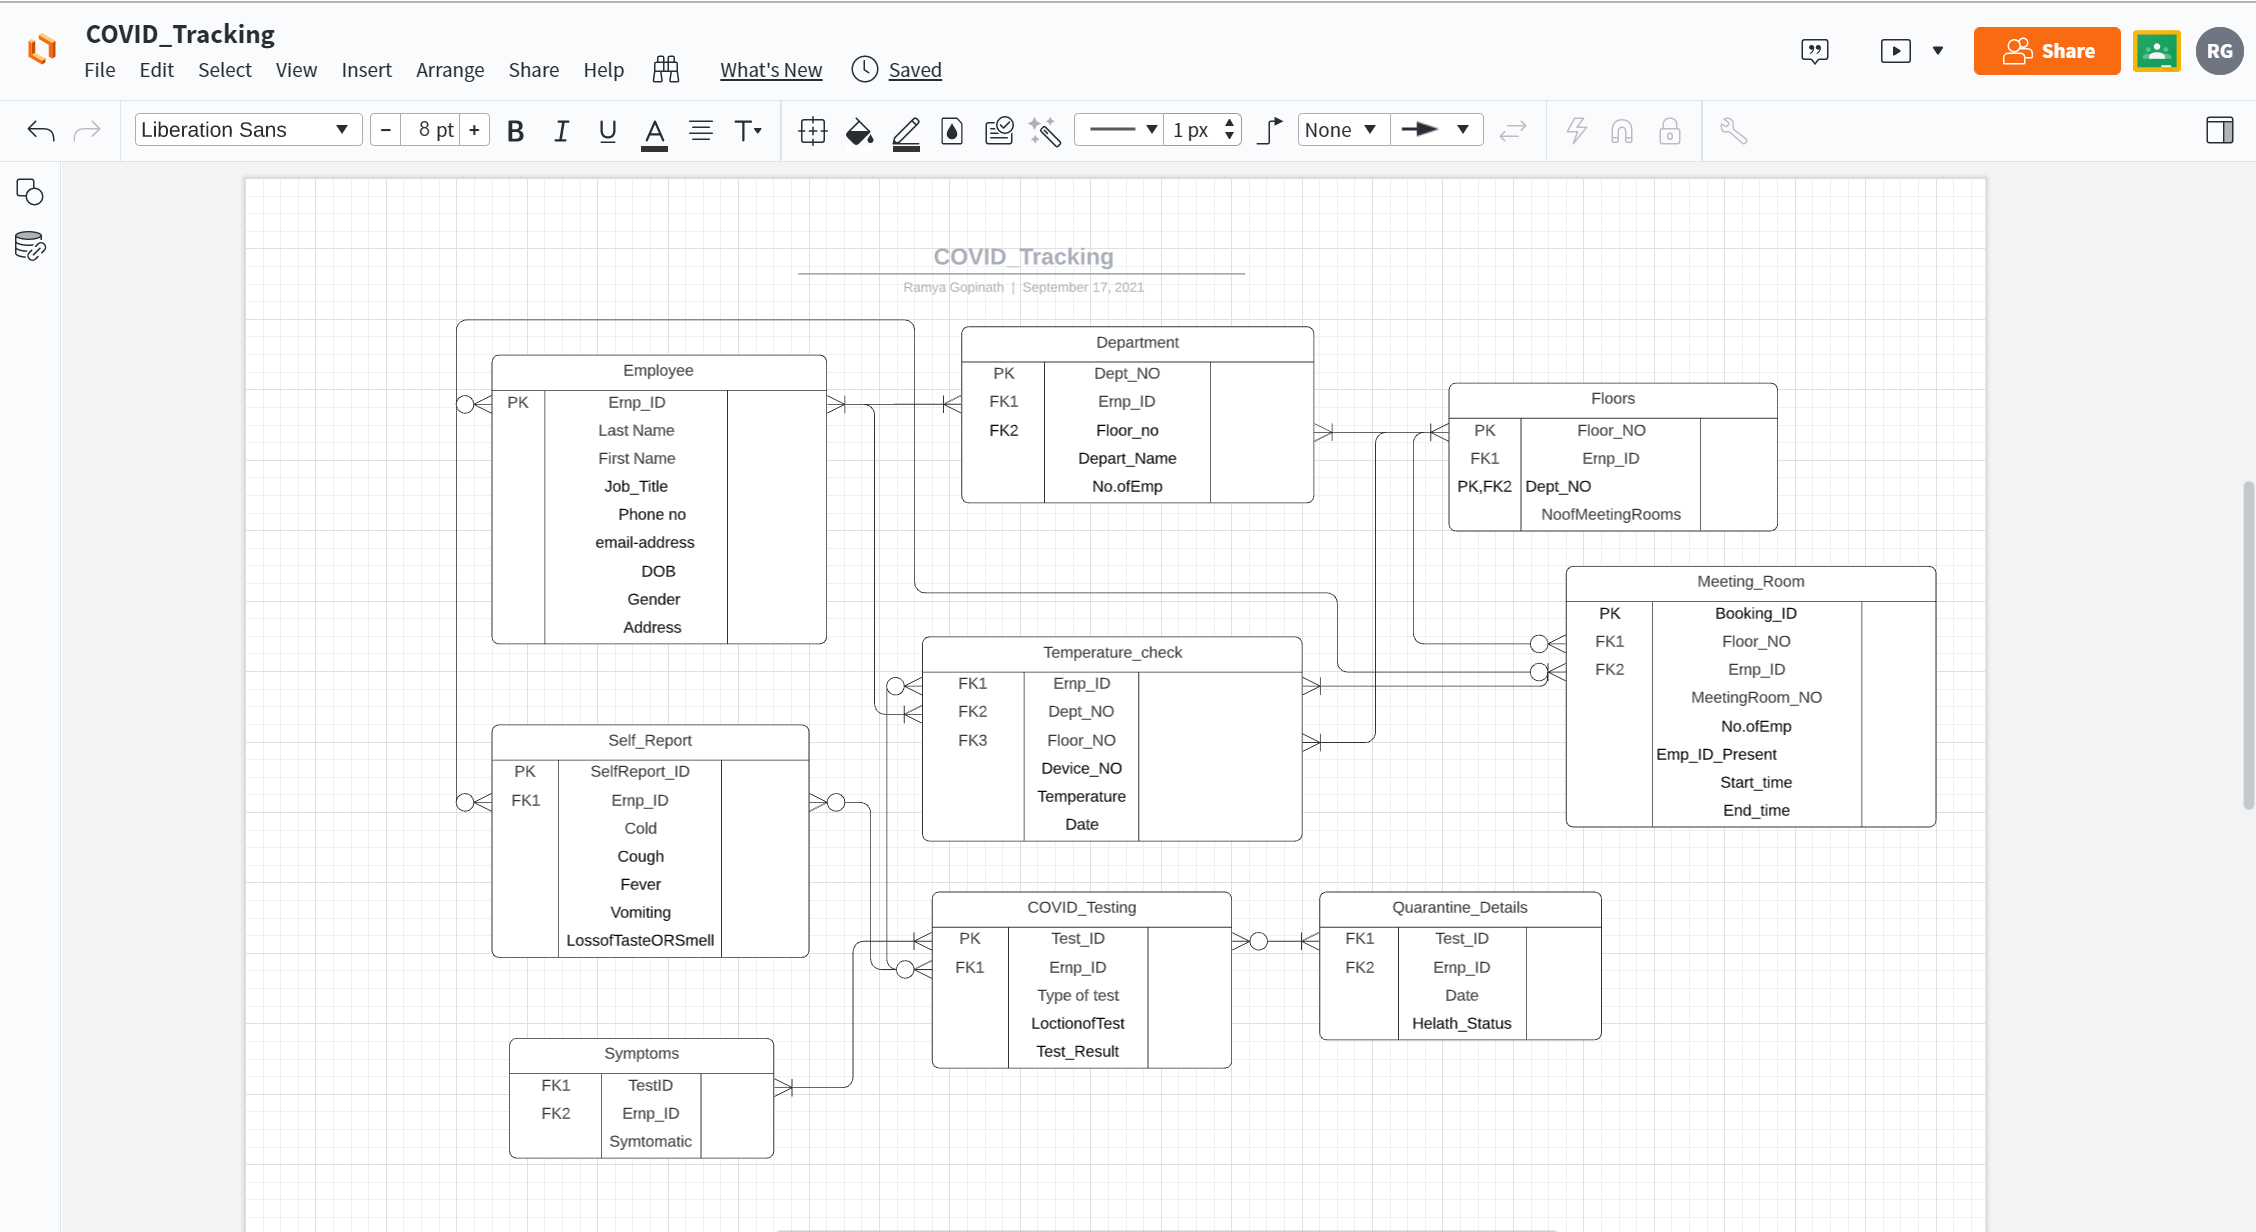 COVID_Tracking
File Edit Select View Insert Arrange Share Help What's New Saved
Share RG
Liberation Sans - 8 pt + B I U A T 1 px None
COVID_Tracking
Ramya Gopinath | September 17, 2021
Employee
PK Emp_ID
Last Name
First Name
Job_Title
Phone no
email-address
DOB
Gender
Address
Department
PK Dept_NO
FK1 Emp_ID
FK2 Floor_no
Depart_Name
No.ofEmp
Floors
PK Floor_NO
FK1 Emp_ID
PK,FK2 Dept_NO
NoofMeetingRooms
Meeting_Room
PK Booking_ID
FK1 Floor_NO
FK2 Emp_ID
MeetingRoom_NO
No.ofEmp
Emp_ID_Present
Start_time
End_time
Temperature_check
FK1 Emp_ID
FK2 Dept_NO
FK3 Floor_NO
Device_NO
Temperature
Date
Self_Report
PK SelfReport_ID
FK1 Emp_ID
Cold
Cough
Fever
Vomiting
LossofTasteORSmell
COVID_Testing
PK Test_ID
FK1 Emp_ID
Type of test
LoctionofTest
Test_Result
Quarantine_Details
FK1 Test_ID
FK2 Emp_ID
Date
Helath_Status
Symptoms
FK1 TestID
FK2 Emp_ID
Symtomatic